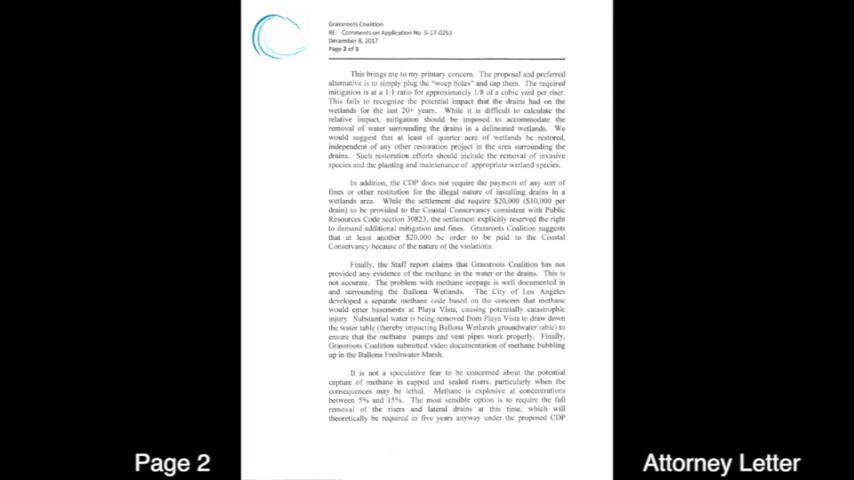 Grassroots Coalition
RE: Comments on Application No. 5-17-0253
December 8, 2017
Page 2 of 3
This brings me to my primary concern. The proposal and preferred
alternative is to simply plug the "weep holes" and cap them. The required
mitigation is at a 1:1 ratio for approximately 1/8 of a cubic yard per riser.
This fails to recognize the potential impact that the drains had on the
wetlands for the last 20+ years. While it is difficult to calculate the
relative impact, mitigation should be imposed to accommodate the
removal of water surrounding the drains in a delineated wetlands. We
would suggest that at least of quarter acre of wetlands be restored,
independent of any other restoration project in the area surrounding the
drains. Such restoration efforts should include the removal of invasive
species and the planting and maintenance of appropriate wetland species.
In addition, the CDP does not require the payment of any sort of
fines or other restitution for the illegal nature of installing drains in a
wetlands area. While the settlement did require $20,000 ($10,000 per
drain) to be provided to the Coastal Conservancy consistent with Public
Resources Code section 30823, the settlement explicitly reserved the right
to demand additional mitigation and fines. Grassroots Coalition suggests
that at least another $20,000 be order to be paid to the Coastal
Conservancy because of the nature of the violations.
Finally, the Staff report claims that Grassroots Coalition has not
provided any evidence of the methane in the water or the drains. This is
not accurate. The problem with methane seepage is well documented in
and surrounding the Ballona Wetlands. The City of Los Angeles
developed a separate methane code based on the concern that methane
would enter basements at Playa Vista, causing potentially catastrophic
injury. Substantial water is being removed from Playa Vista to draw down
the water table (thereby impacting Ballona Wetlands groundwater table) to
ensure that the methane pumps and vent pipes work properly. Finally,
Grassroots Coalition submitted video documentation of methane bubbling
up in the Ballona Freshwater Marsh.
It is not a speculative fear to be concerned about the potential
capture of methane in capped and sealed risers, particularly when the
consequences may be lethal. Methane is explosive at concentrations
between 5% and 15%. The most sensible option is to require the full
removal of the risers and lateral drains at this time, which will
theoretically be required in five years anyway under the proposed CDP
Page 2
Attorney Letter